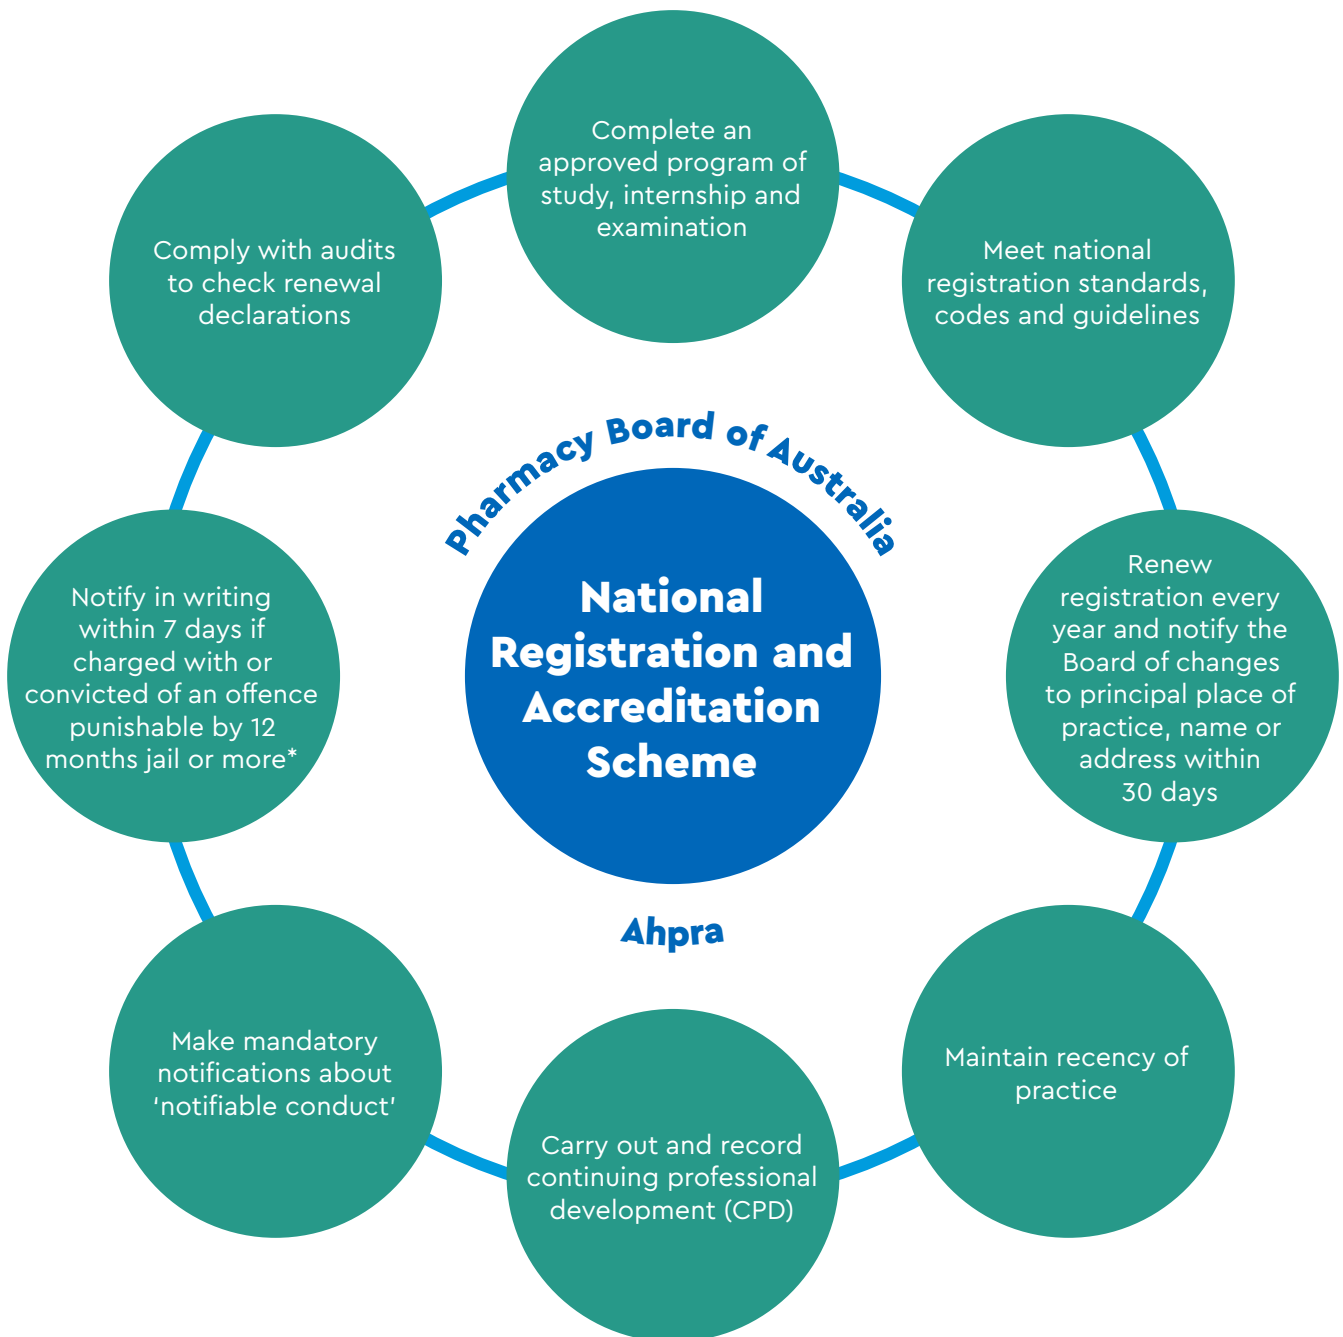 Complete an
approved program of
study, internship and
examination
Meet national
registration standards,
codes and guidelines
Renew
registration every
year and notify the
Board of changes
to principal place of
practice, name or
address within
30 days
Maintain recency of
practice
Carry out and record
continuing professional
development (CPD)
Make mandatory
notifications about
‘notifiable conduct’
Notify in writing
within 7 days if
charged with or
convicted of an offence
punishable by 12
months jail or more*
Comply with audits
to check renewal
declarations
Pharmacy Board of Australia
National
Registration and
Accreditation
Scheme
Ahpra